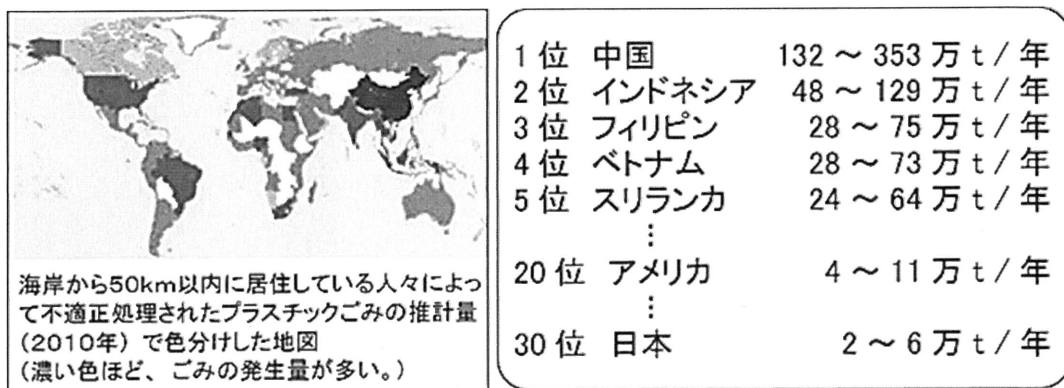 海岸から50km以内に居住している人々によっ
て不適正処理されたプラスチックごみの推計量
(2010年) で色分けした地図
(濃い色ほど、ごみの発生量が多い。)
1位 中国 132 ~ 353 万 t / 年
2位 インドネシア 48 ~ 129 万 t / 年
3位 フィリピン 28 ~ 75 万 t / 年
4位 ベトナム 28 ~ 73 万 t / 年
5位 スリランカ 24 ~ 64 万 t / 年
⋮
20位 アメリカ 4 ~ 11 万 t / 年
⋮
30位 日本 2 ~ 6 万 t / 年